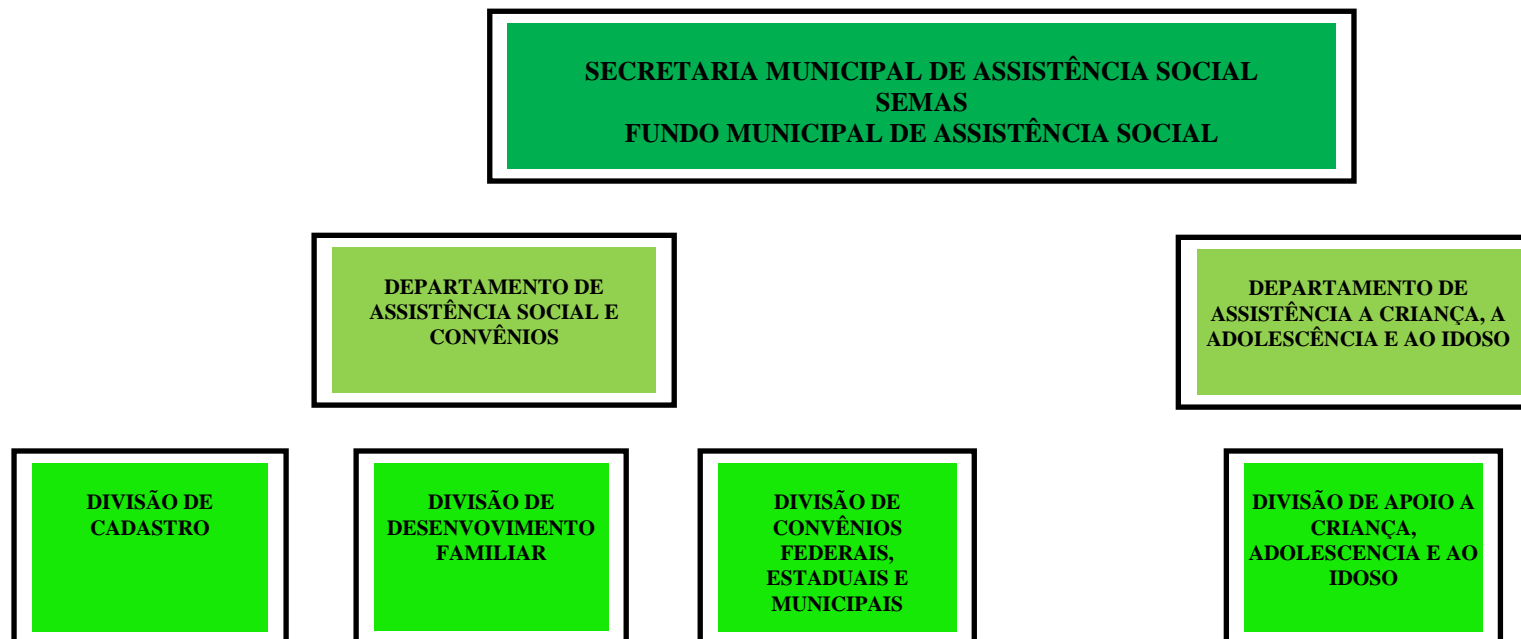 SECRETARIA MUNICIPAL DE ASSISTÊNCIA SOCIAL
SEMAS
FUNDO MUNICIPAL DE ASSISTÊNCIA SOCIAL
DEPARTAMENTO DE
ASSISTÊNCIA SOCIAL E
CONVÊNIOS
DEPARTAMENTO DE
ASSISTÊNCIA A CRIANÇA, A
ADOLESCÊNCIA E AO IDOSO
DIVISÃO DE
CADASTRO
DIVISÃO DE
DESENVOVIMENTO
FAMILIAR
DIVISÃO DE
CONVÊNIOS
FEDERAIS,
ESTADUAIS E
MUNICIPAIS
DIVISÃO DE APOIO A
CRIANÇA,
ADOLESCENCIA E AO
IDOSO